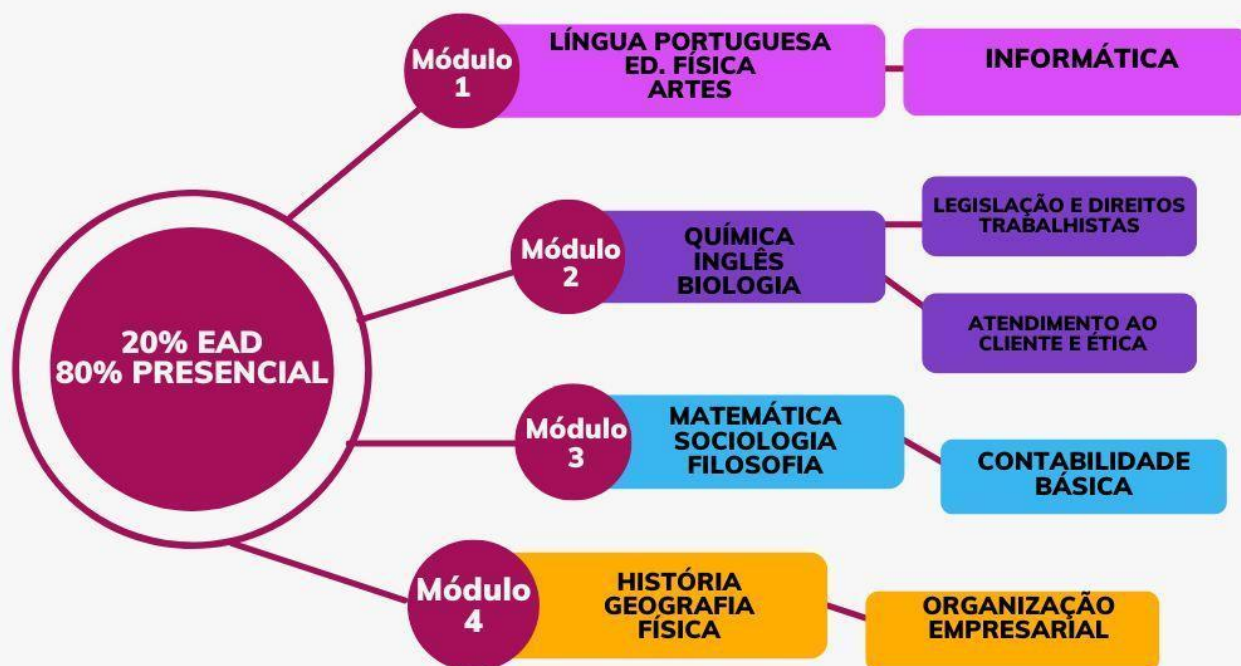 Módulo
1
LÍNGUA PORTUGUESA
ED. FÍSICA
ARTES
INFORMÁTICA
Módulo
2
QUÍMICA
INGLÊS
BIOLOGIA
LEGISLAÇÃO E DIREITOS
TRABALHISTAS
ATENDIMENTO AO
CLIENTE E ÉTICA
20% EAD
80% PRESENCIAL
Módulo
3
MATEMÁTICA
SOCIOLOGIA
FILOSOFIA
CONTABILIDADE
BÁSICA
Módulo
4
HISTÓRIA
GEOGRAFIA
FÍSICA
ORGANIZAÇÃO
EMPRESARIAL